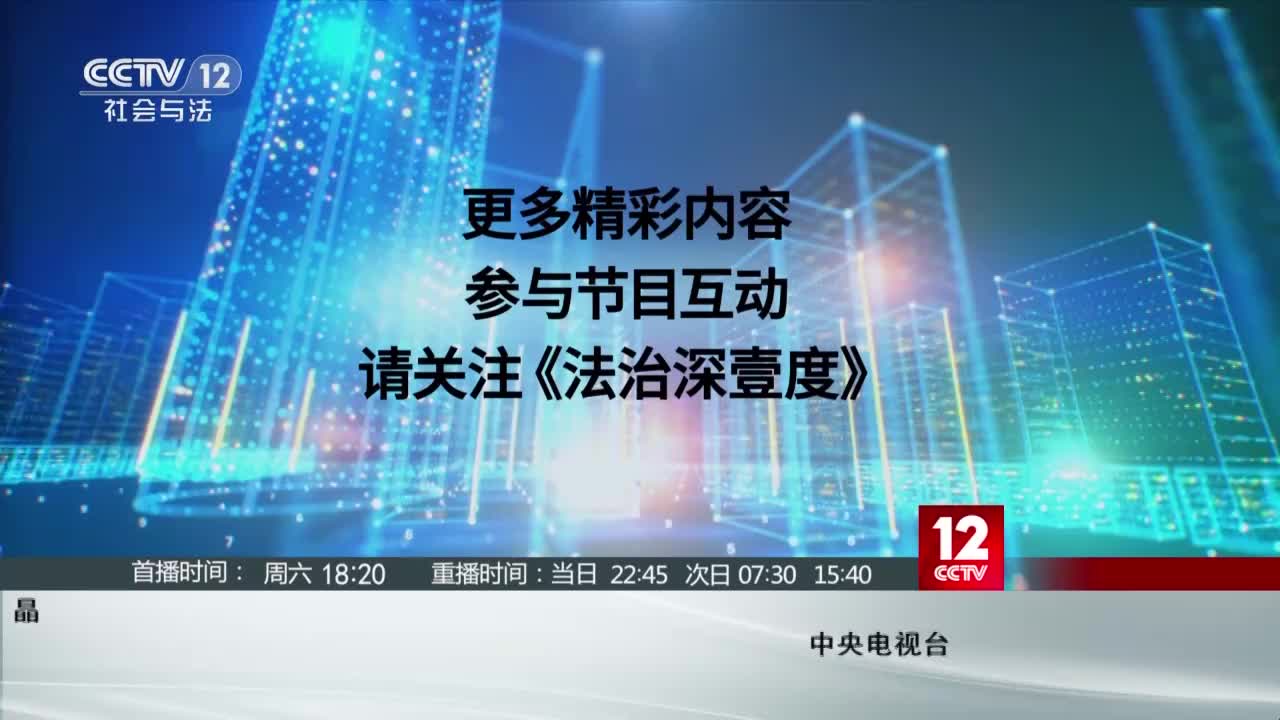 CCTV 12
社会与法
更多精彩内容
参与节目互动
请关注《法治深壹度》
首播时间： 周六 18:20 重播时间：当日 22:45 次日 07:30 15:40
12
CCTV
晶
中央电视台